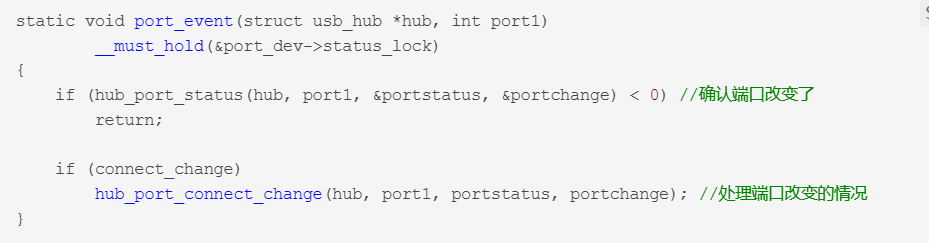 static void port_event(struct usb_hub *hub, int port1)
        __must_hold(&port_dev->status_lock)
{
    if (hub_port_status(hub, port1, &portstatus, &portchange) < 0) //确认端口改变了
        return;

    if (connect_change)
        hub_port_connect_change(hub, port1, portstatus, portchange); //处理端口改变的情况
}